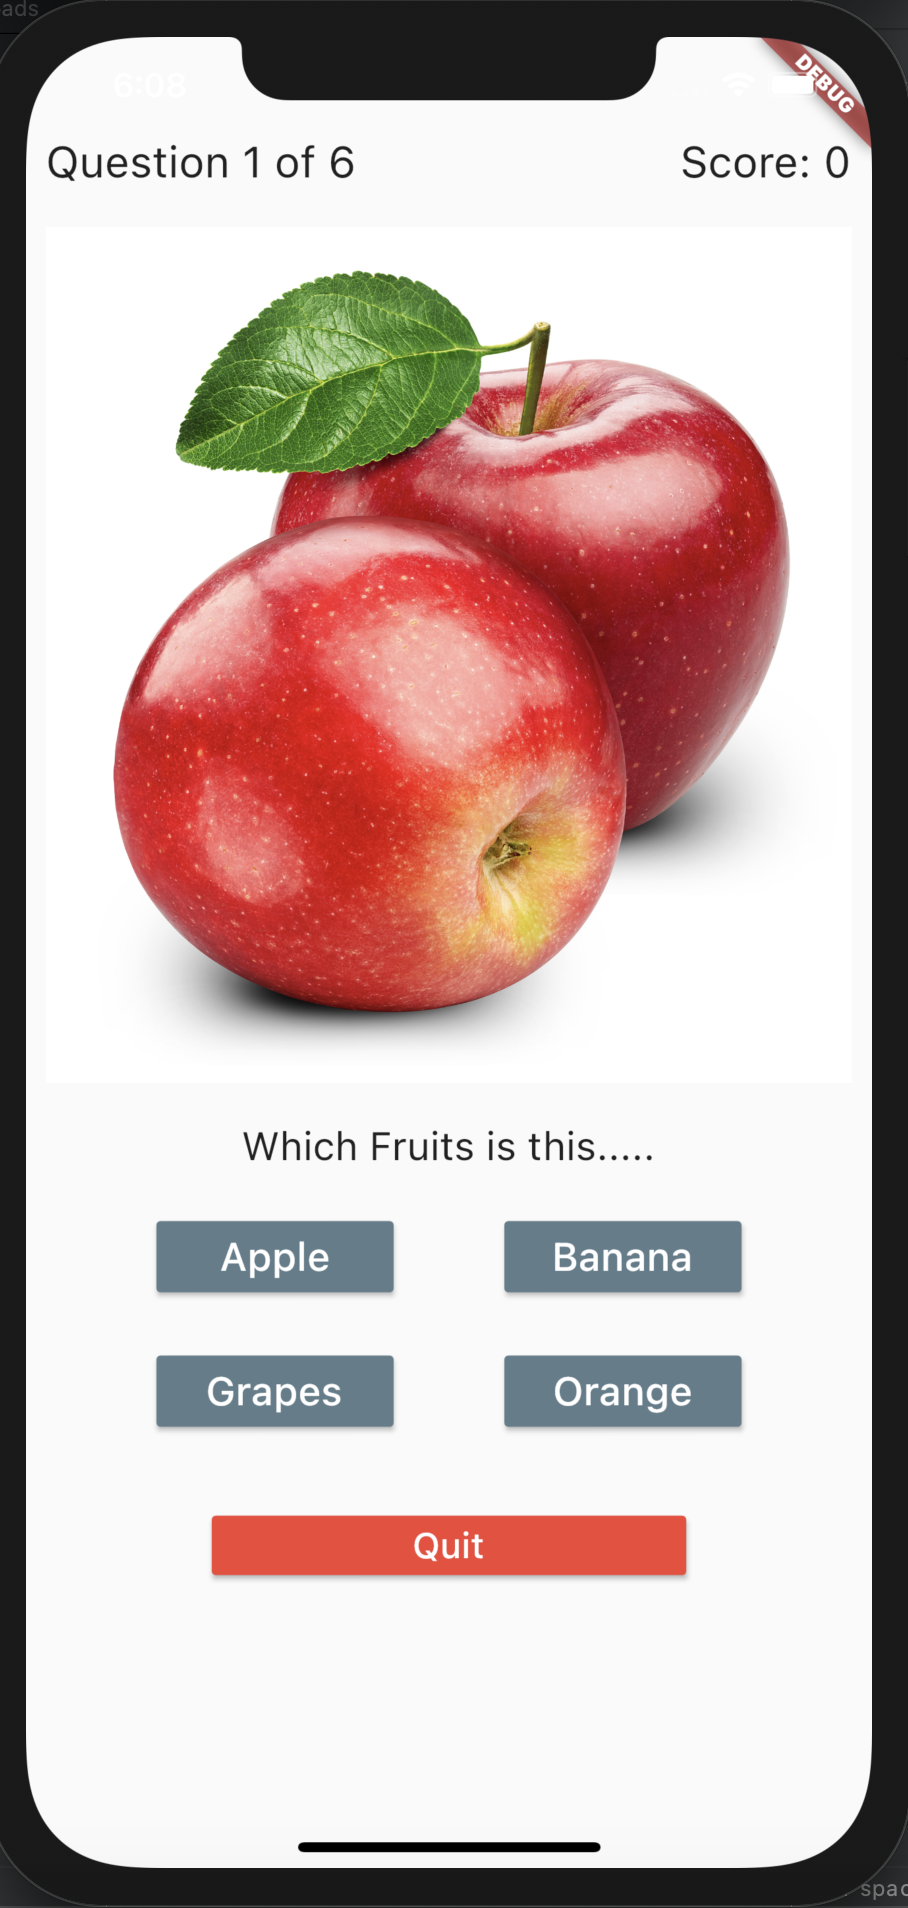 ads
6:08
DEBUG
Question 1 of 6
Score: 0
Which Fruits is this.....
Apple
Banana
Grapes
Orange
Quit
spac